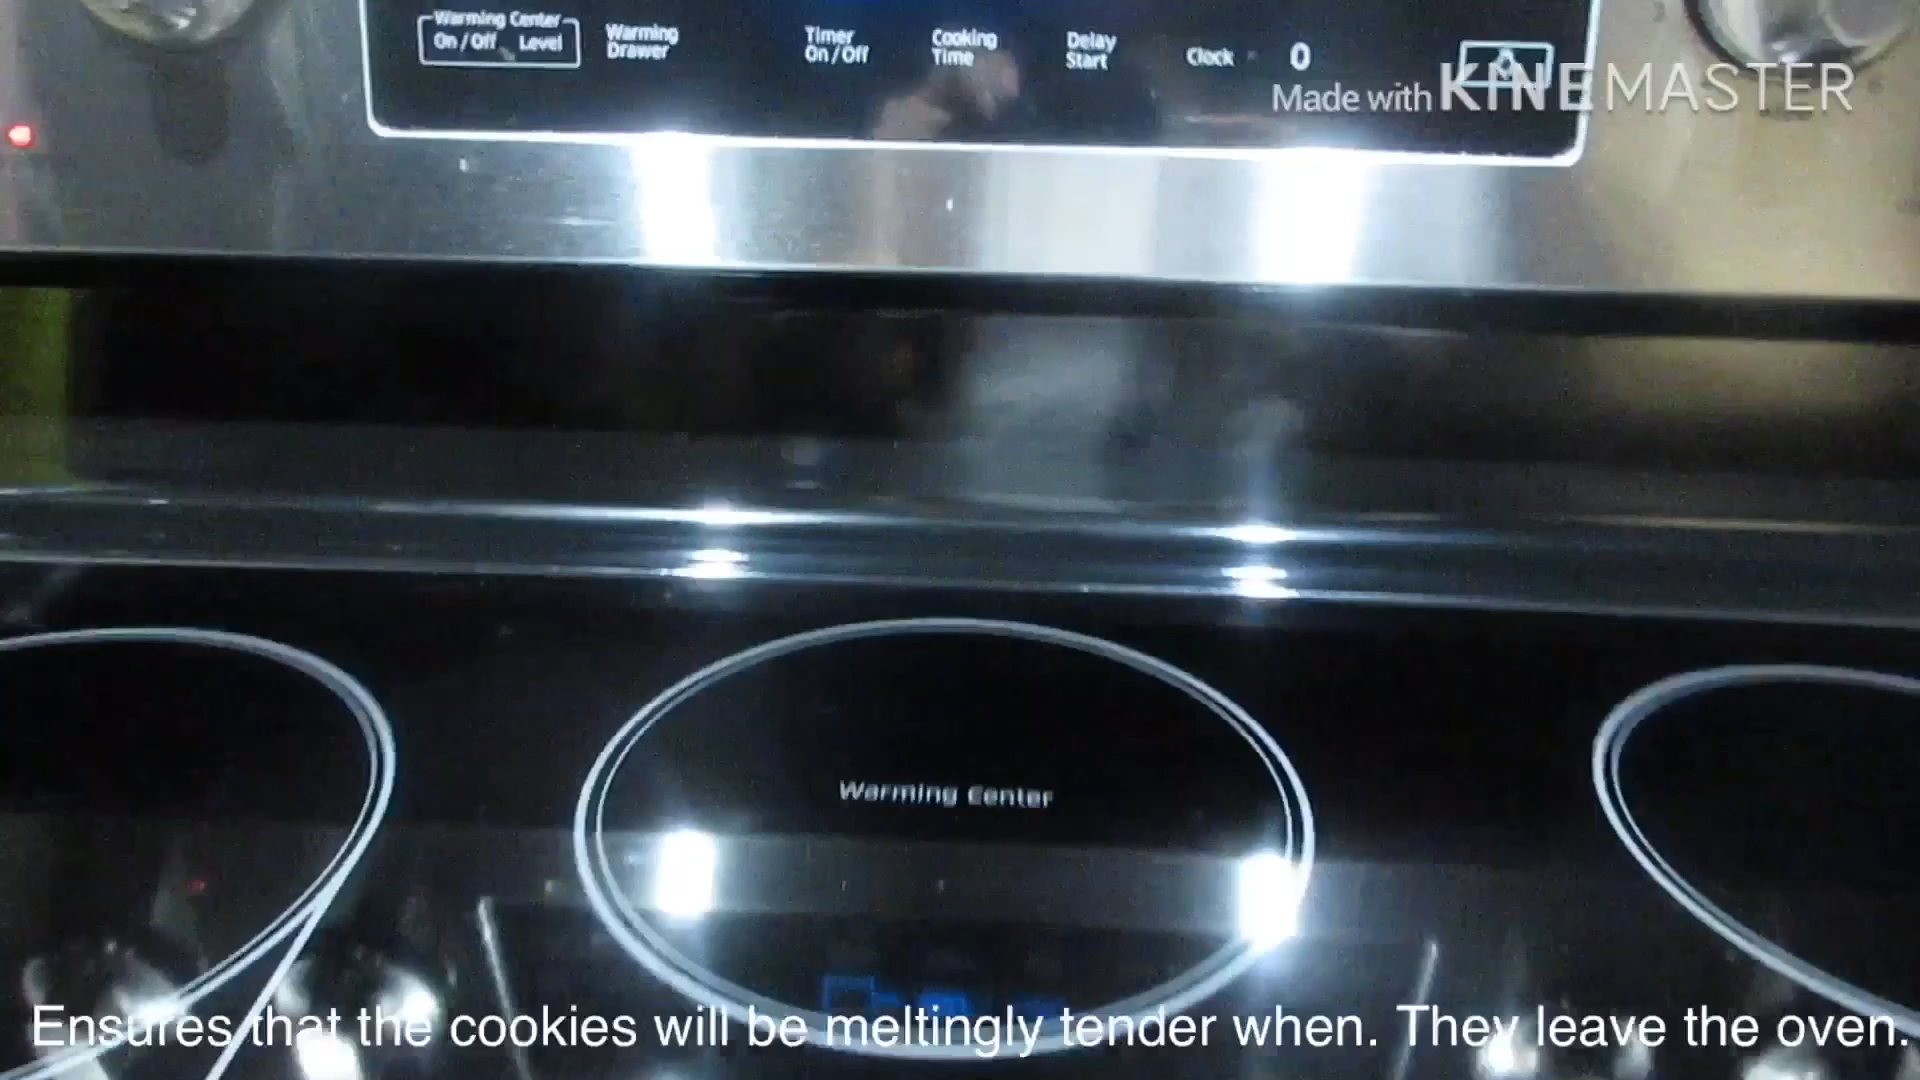 Warming Center
On / Off Level
Warming
Drawer
Timer
On / Off
Cooking
Time
Delay
Start
Clock
0
Made with KINEMASTER
Warming Center
Ensures that the cookies will be meltingly tender when. They leave the oven.